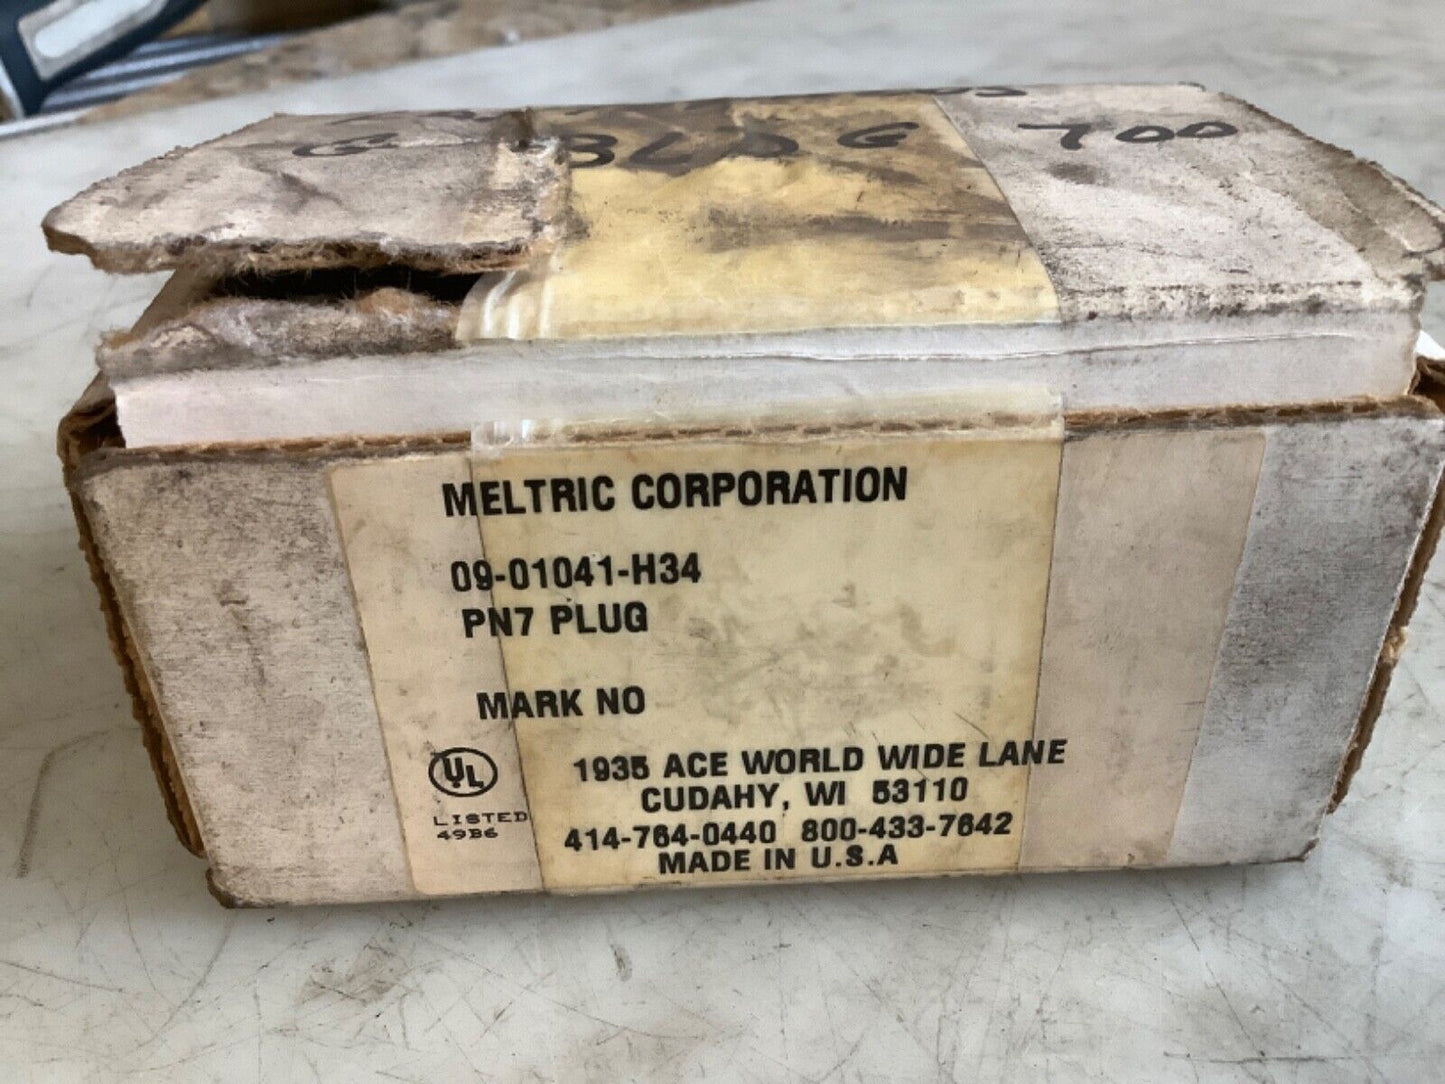 BLDG 700
MELTRIC CORPORATION
09-01041-H34
PN7 PLUG
MARK NO
UL
LISTED
49B6
1935 ACE WORLD WIDE LANE
CUDAHY, WI 53110
414-764-0440 800-433-7642
MADE IN U.S.A